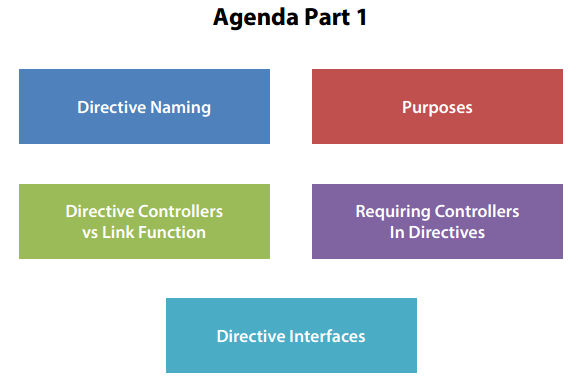 Agenda Part 1
Directive Naming
Purposes
Directive Controllers
vs Link Function
Requiring Controllers
In Directives
Directive Interfaces